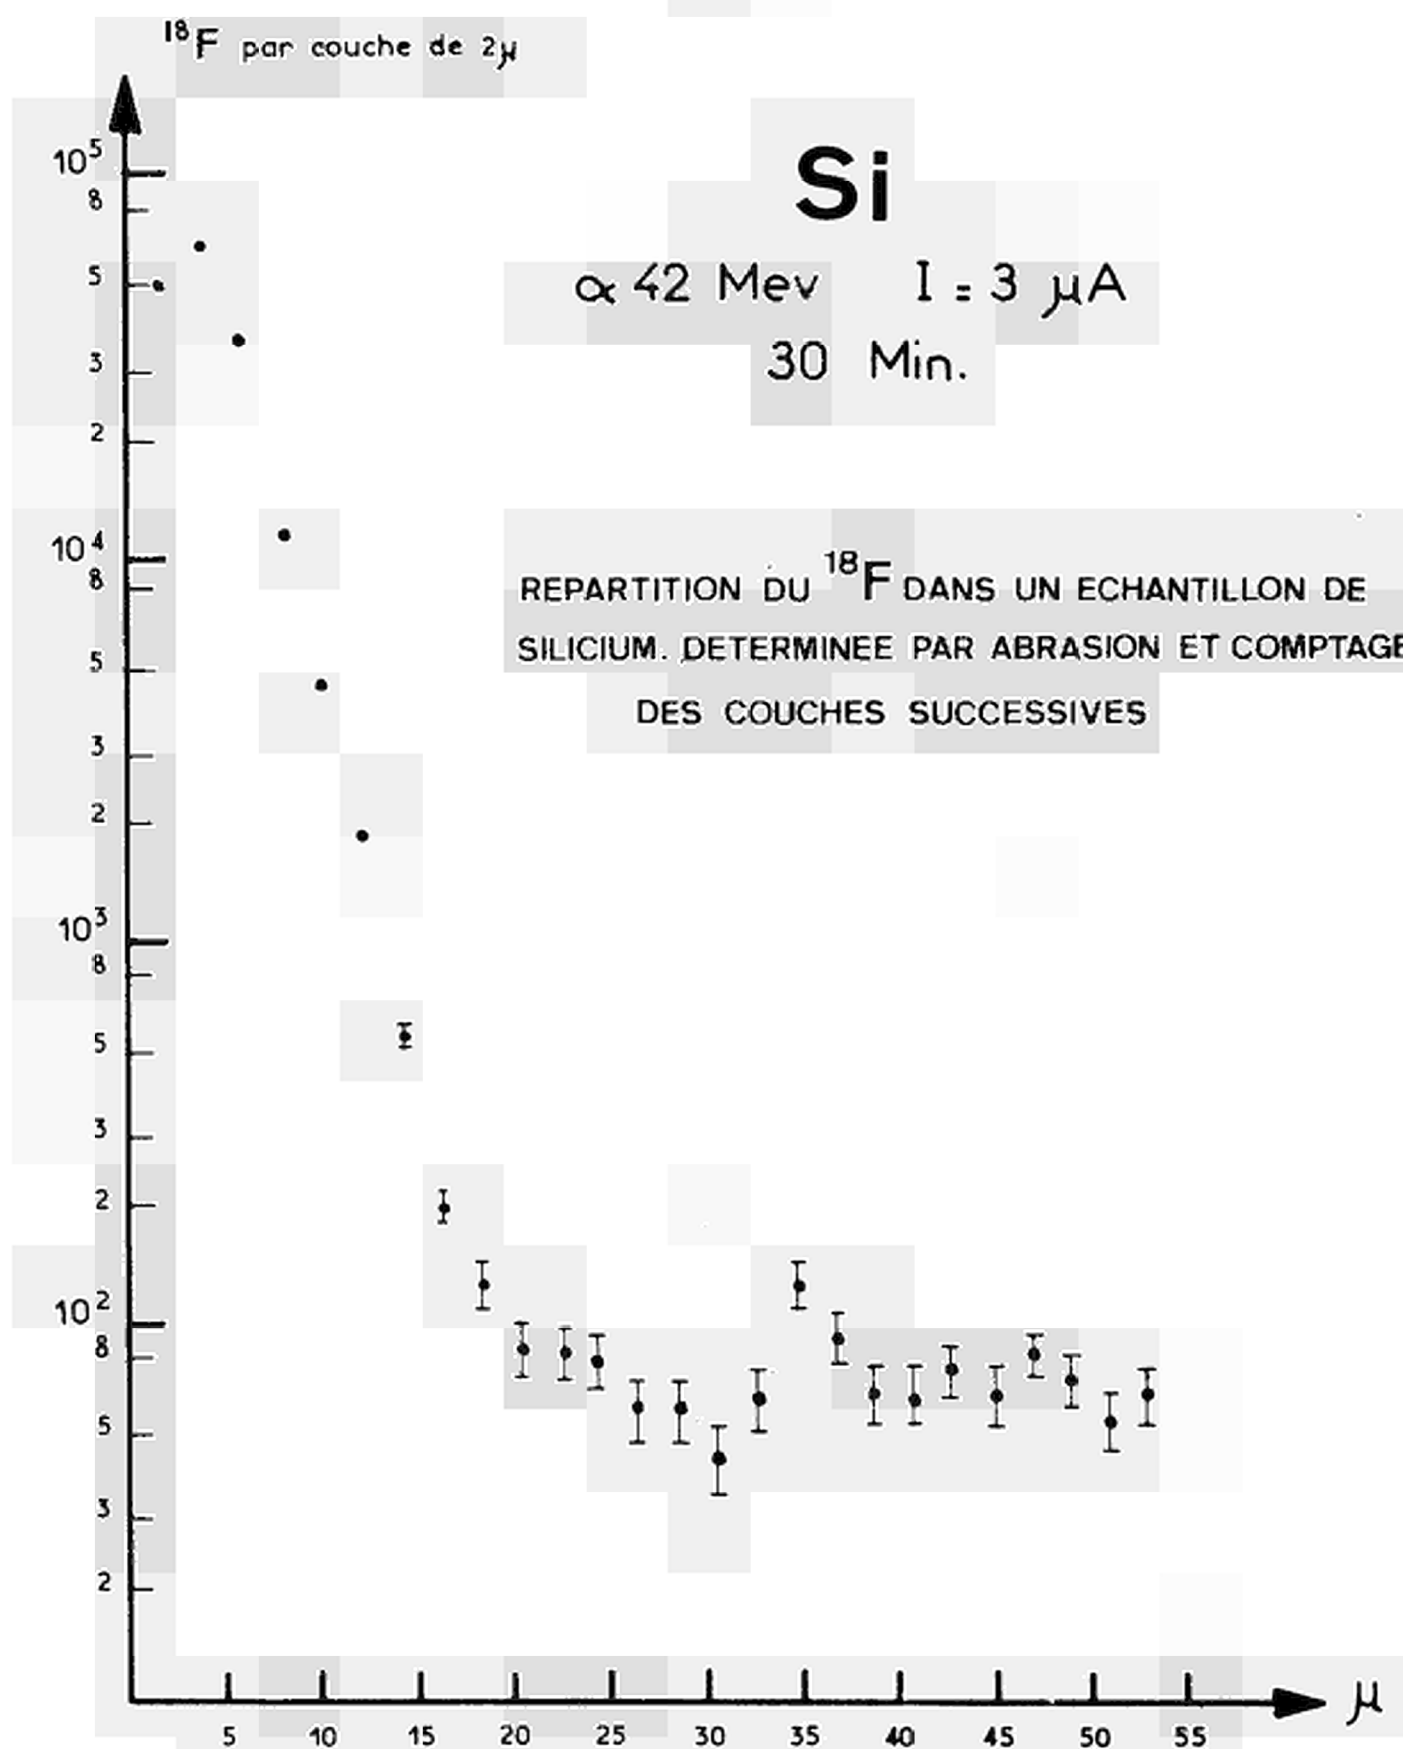 ¹⁸F par couche de 2µ
Si
∝ 42 Mev I = 3 µA
30 Min.
REPARTITION DU ¹⁸F DANS UN ECHANTILLON DE
SILICIUM. DETERMINEE PAR ABRASION ET COMPTAGE
DES COUCHES SUCCESSIVES
10⁵
8
5
3
2
10⁴
8
5
3
2
10³
8
5
3
2
10²
8
5
3
2
5 10 15 20 25 30 35 40 45 50 55 µ